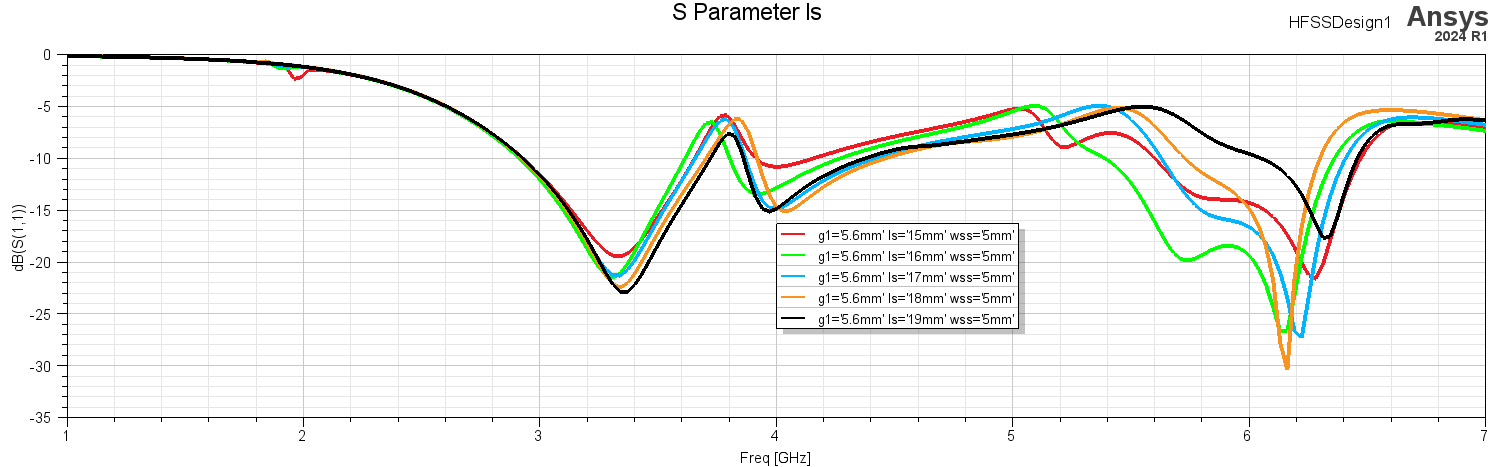 S Parameter ls
HFSSDesign1
Ansys
2024 R1
0
-5
-10
-15
-20
-25
-30
-35
dB(S(1,1))
g1='5.6mm' ls='15mm' wss='5mm'
g1='5.6mm' ls='16mm' wss='5mm'
g1='5.6mm' ls='17mm' wss='5mm'
g1='5.6mm' ls='18mm' wss='5mm'
g1='5.6mm' ls='19mm' wss='5mm'
1 2 3 4 5 6 7
Freq [GHz]